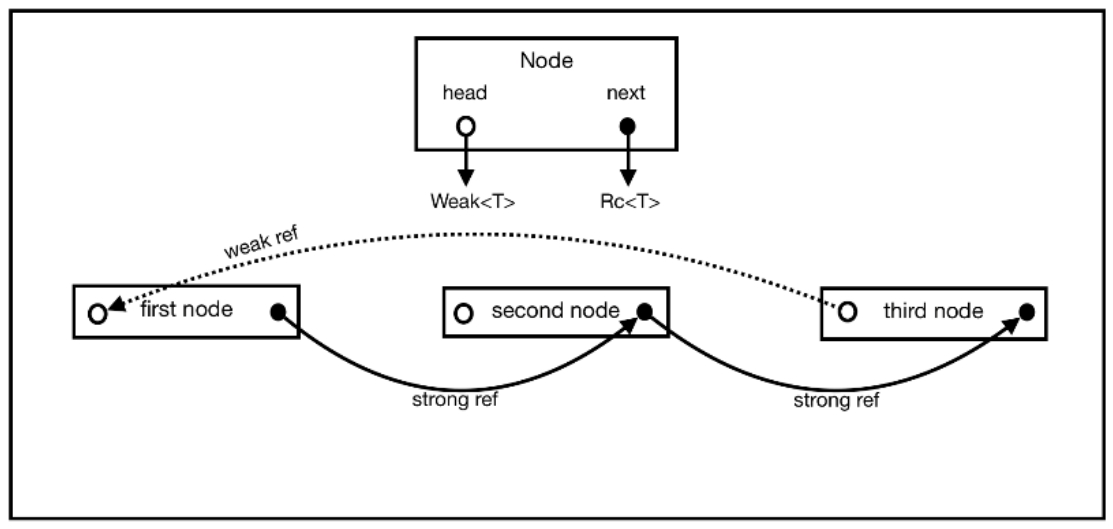 Node
head next
Weak<T> Rc<T>
weak ref
first node second node third node
strong ref strong ref